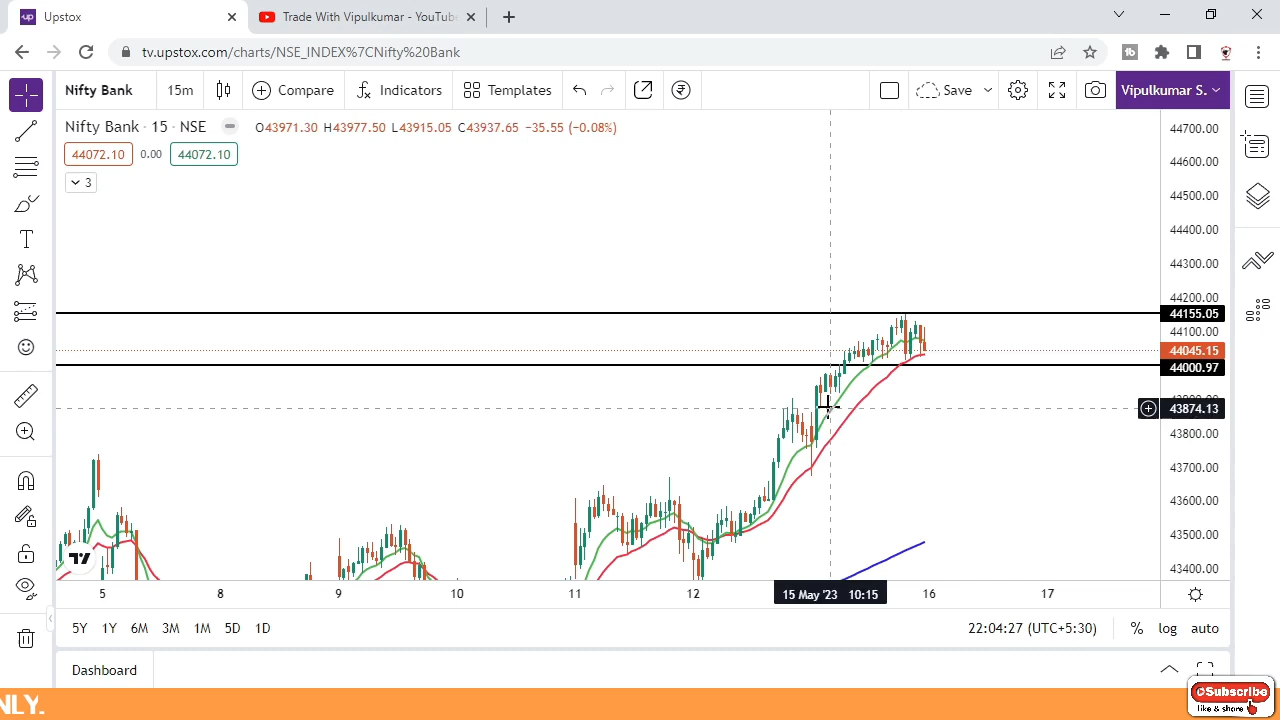 Upstox
Trade With Vipulkumar - YouTub
tv.upstox.com/charts/NSE_INDEX%7CNifty%20Bank
Nifty Bank 15m Compare Indicators Templates Save Vipulkumar S.
Nifty Bank · 15 · NSE O43971.30 H43977.50 L43915.05 C43937.65 −35.55 (−0.08%)
44072.10 0.00 44072.10
3
44700.00
44600.00
44500.00
44400.00
44300.00
44200.00
44155.05
44100.00
44045.15
44000.97
43874.13
43800.00
43700.00
43600.00
43500.00
43400.00
5 8 9 10 11 12 15 May '23 10:15 16 17
5Y 1Y 6M 3M 1M 5D 1D 22:04:27 (UTC+5:30) % log auto
Dashboard
NLY.
Subscribe
like & share